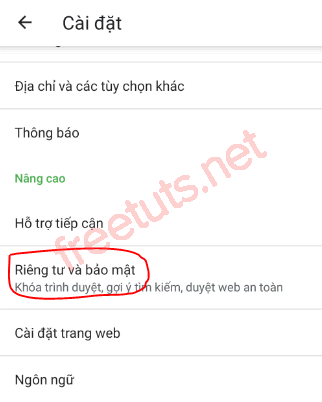 Cài đặt
Địa chỉ và các tùy chọn khác
Thông báo
Nâng cao
Hỗ trợ tiếp cận
Riêng tư và bảo mật
Khóa trình duyệt, gợi ý tìm kiếm, duyệt web an toàn
Cài đặt trang web
Ngôn ngữ
freetuts.net